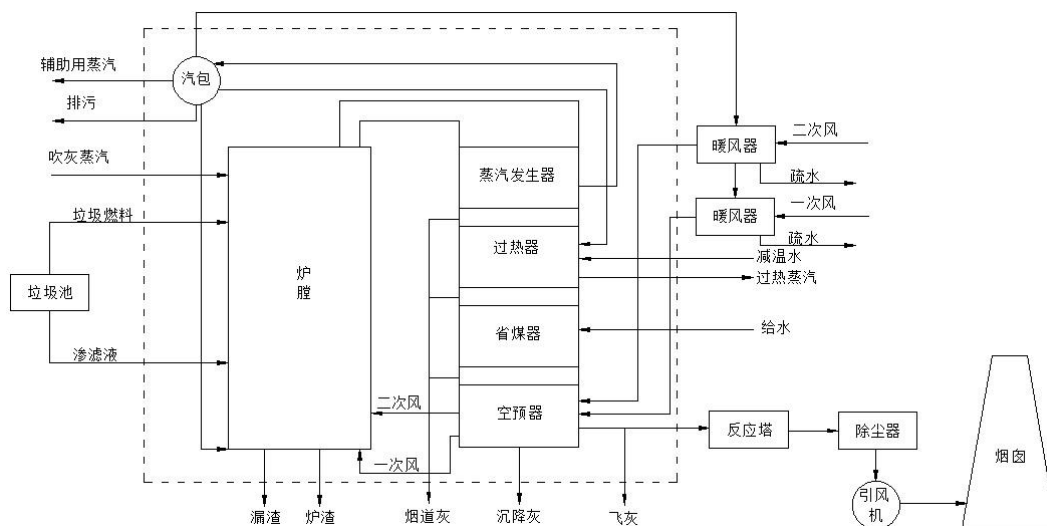 辅助用蒸汽
汽包
排污
吹灰蒸汽
垃圾燃料
垃圾池
渗滤液
炉
膛
蒸汽发生器
过热器
省煤器
空预器
二次风
一次风
暖风器
二次风
疏水
暖风器
一次风
疏水
减温水
过热蒸汽
给水
反应塔
除尘器
引风
机
烟囱
漏渣
炉渣
烟道灰
沉降灰
飞灰